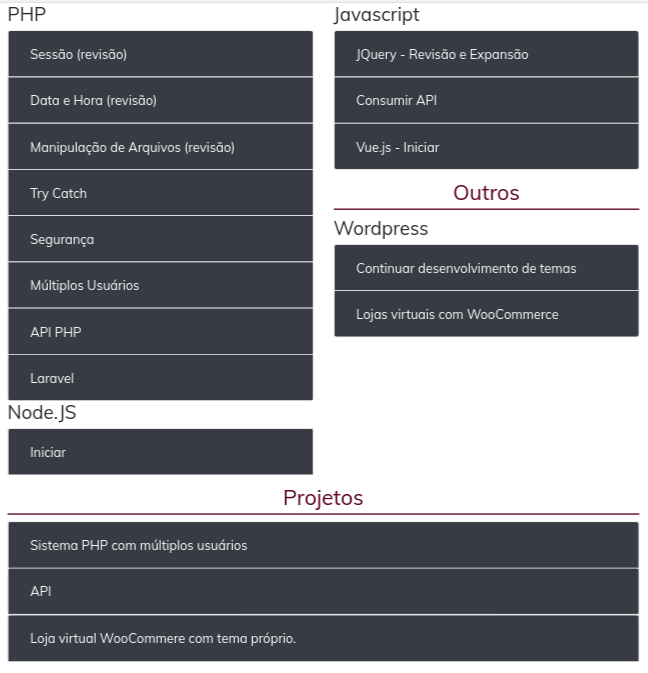 PHP
Sessão (revisão)
Data e Hora (revisão)
Manipulação de Arquivos (revisão)
Try Catch
Segurança
Múltiplos Usuários
API PHP
Laravel
Node.JS
Iniciar
Javascript
JQuery - Revisão e Expansão
Consumir API
Vue.js - Iniciar
Outros
Wordpress
Continuar desenvolvimento de temas
Lojas virtuais com WooCommerce
Projetos
Sistema PHP com múltiplos usuários
API
Loja virtual WooCommere com tema próprio.